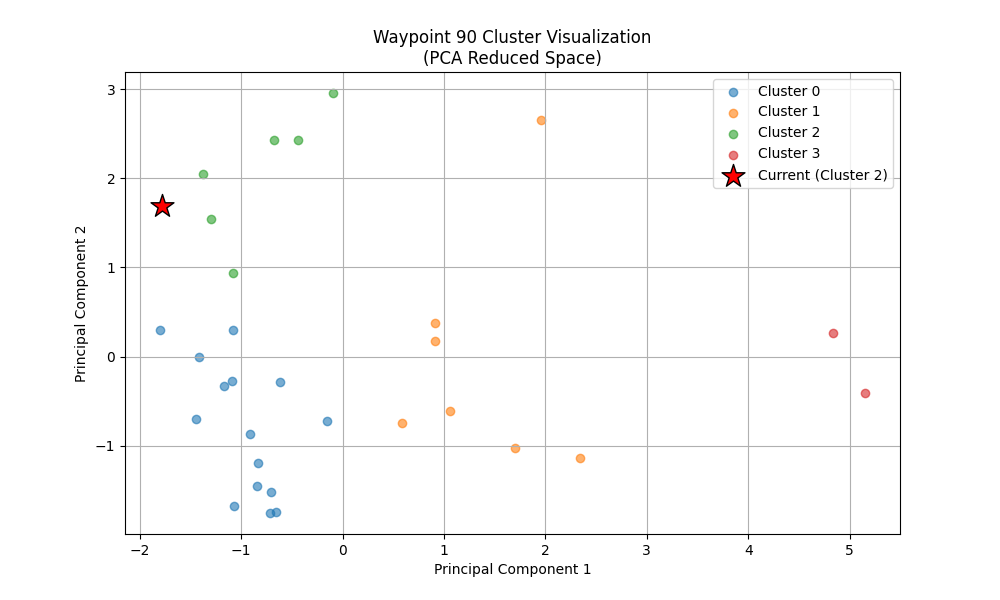 Waypoint 90 Cluster Visualization
(PCA Reduced Space)
Cluster 0
Cluster 1
Cluster 2
Cluster 3
Current (Cluster 2)
Principal Component 2
3
2
1
0
−1
−2
−1
0
1
2
3
4
5
Principal Component 1